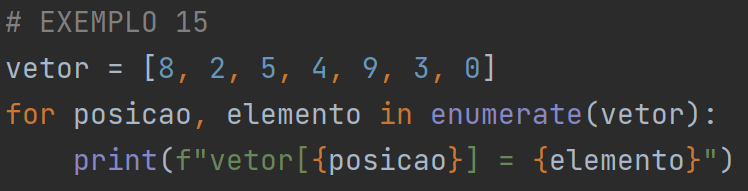 # EXEMPLO 15
vetor = [8, 2, 5, 4, 9, 3, 0]
for posicao, elemento in enumerate(vetor):
    print(f"vetor[{posicao}] = {elemento}")